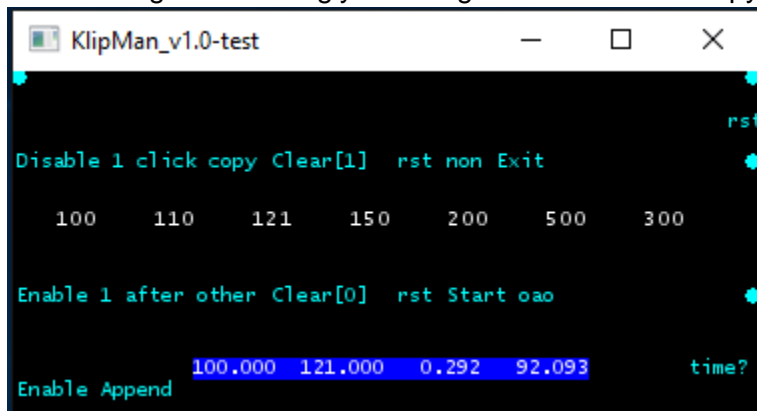 KlipMan_v1.0-test
rst
Disable 1 click copy Clear[1] rst non Exit
100 110 121 150 200 500 300
Enable 1 after other Clear[0] rst Start oao
100.000 121.000 0.292 92.093 time?
Enable Append